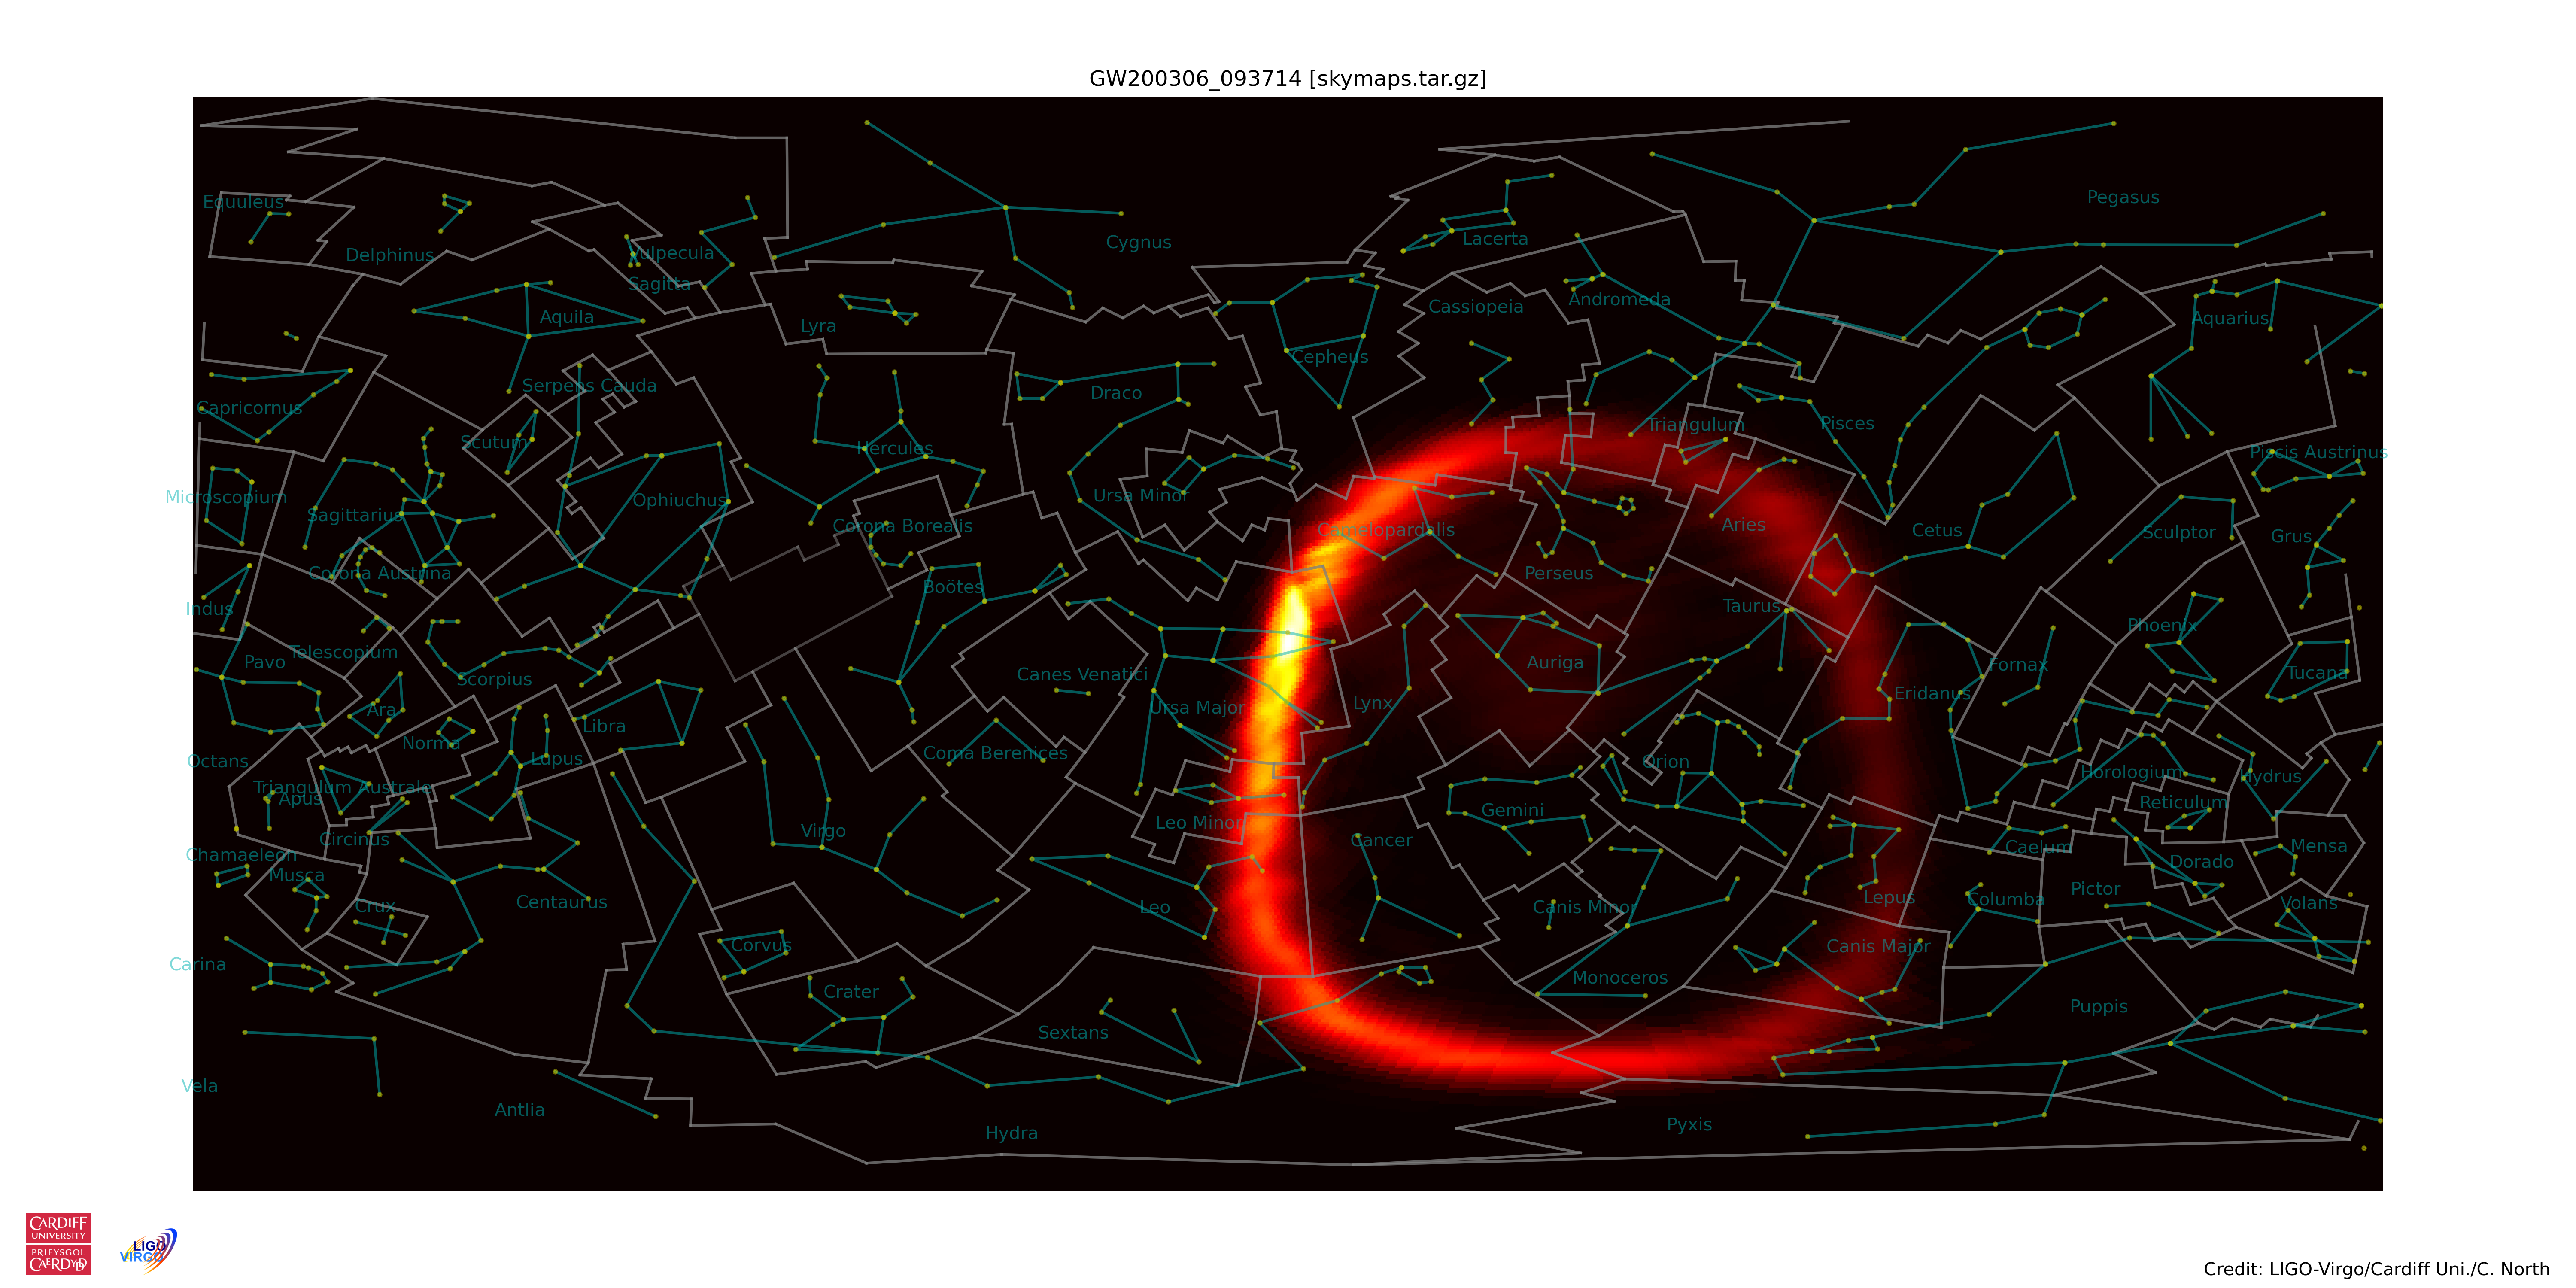 GW200306_093714 [skymaps.tar.gz]
Equuleus
Pegasus
Cygnus
Lacerta
Delphinus
Vulpecula
Sagitta
Andromeda
Cassiopeia
Aquila
Aquarius
Lyra
Cepheus
Serpens Cauda
Draco
Capricornus
Triangulum
Pisces
Scutum
Hercules
Piscis Austrinus
Microscopium
Ursa Minor
Ophiuchus
Sagittarius
Corona Borealis
Camelopardalis
Aries
Cetus
Sculptor
Grus
Corona Austrina
Perseus
Boötes
Indus
Taurus
Phoenix
Telescopium
Pavo
Auriga
Fornax
Canes Venatici
Tucana
Scorpius
Eridanus
Lynx
Ursa Major
Ara
Libra
Norma
Coma Berenices
Lupus
Octans
Orion
Horologium
Hydrus
Triangulum Australe
Apus
Reticulum
Gemini
Leo Minor
Virgo
Circinus
Cancer
Caelum
Mensa
Chamaeleon
Dorado
Musca
Pictor
Lepus
Columba
Centaurus
Crux
Leo
Canis Minor
Volans
Corvus
Canis Major
Carina
Monoceros
Crater
Puppis
Sextans
Vela
Antlia
Pyxis
Hydra
CARDIFF
UNIVERSITY
PRIFYSGOL
CAERDYD
LIGO
VIRGO
Credit: LIGO-Virgo/Cardiff Uni./C. North